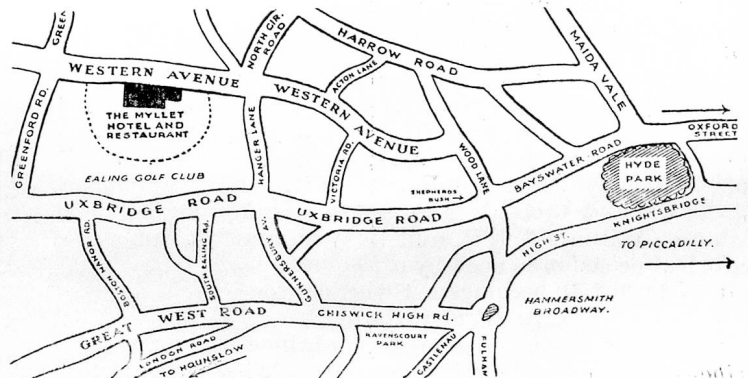 GREEN
NORTH CIR.
ROAD
HARROW ROAD
MAIDA VALE
WESTERN AVENUE
ACTON LANE
WESTERN AVENUE
GREENFORD RD.
THE MYLLET
HOTEL AND
RESTAURANT
HANGER LANE
VICTORIA RD.
WOOD LANE
BAYSWATER ROAD
OXFORD
STREET
HYDE
PARK
EALING GOLF CLUB
SHEPHERDS
BUSH
UXBRIDGE ROAD
UXBRIDGE ROAD
KNIGHTSBRIDGE
HIGH ST.
TO PICCADILLY.
BOSTON MANOR RD.
SOUTH EALING RD.
GUNNERSBURY AV.
HAMMERSMITH
BROADWAY.
GREAT WEST ROAD
CHISWICK HIGH RD.
LONDON ROAD
TO HOUNSLOW
RAVENSCOURT
PARK
CASTLENAU
FULHAM